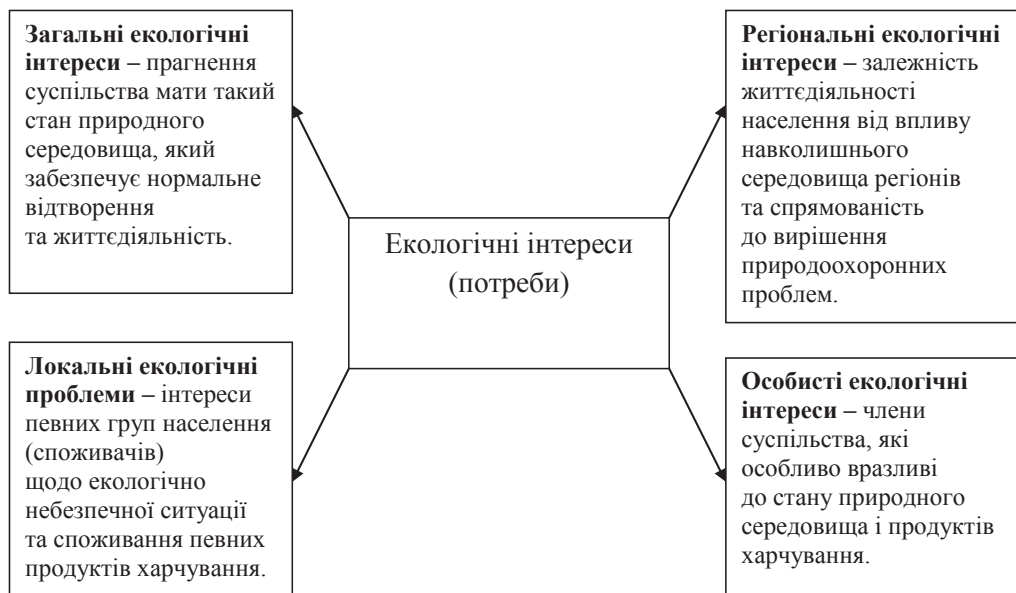 Загальні екологічні
інтереси – прагнення
суспільства мати такий
стан природного
середовища, який
забезпечує нормальне
відтворення
та життєдіяльність.
Регіональні екологічні
інтереси – залежність
життєдіяльності
населення від впливу
навколишнього
середовища регіонів
та спрямованість
до вирішення
природоохоронних
проблем.
Екологічні інтереси
(потреби)
Локальні екологічні
проблеми – інтереси
певних груп населення
(споживачів)
щодо екологічно
небезпечної ситуації
та споживання певних
продуктів харчування.
Особисті екологічні
інтереси – члени
суспільства, які
особливо вразливі
до стану природного
середовища і продуктів
харчування.